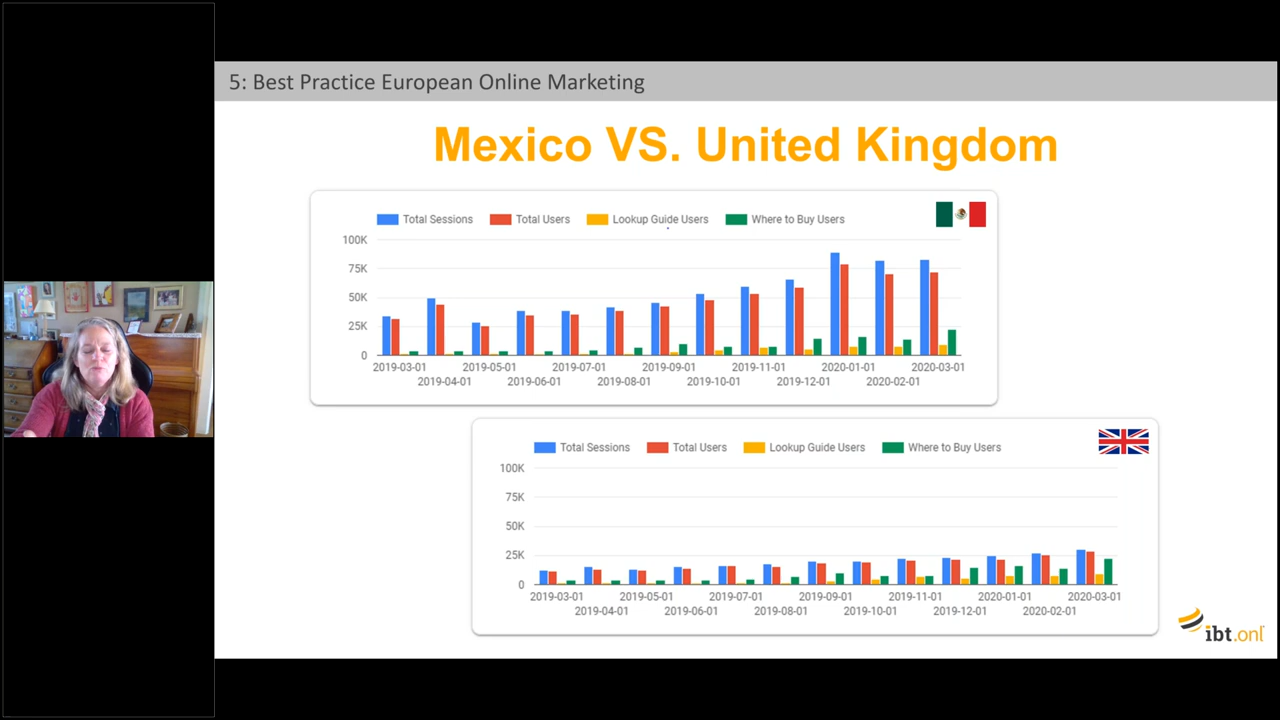 5: Best Practice European Online Marketing
Mexico VS. United Kingdom
Total Sessions Total Users Lookup Guide Users Where to Buy Users
100K
75K
50K
25K
0
2019-03-01 2019-05-01 2019-07-01 2019-09-01 2019-11-01 2020-01-01 2020-03-01
2019-04-01 2019-06-01 2019-08-01 2019-10-01 2019-12-01 2020-02-01
Total Sessions Total Users Lookup Guide Users Where to Buy Users
100K
75K
50K
25K
0
2019-03-01 2019-05-01 2019-07-01 2019-09-01 2019-11-01 2020-01-01 2020-03-01
2019-04-01 2019-06-01 2019-08-01 2019-10-01 2019-12-01 2020-02-01
ibt.onl